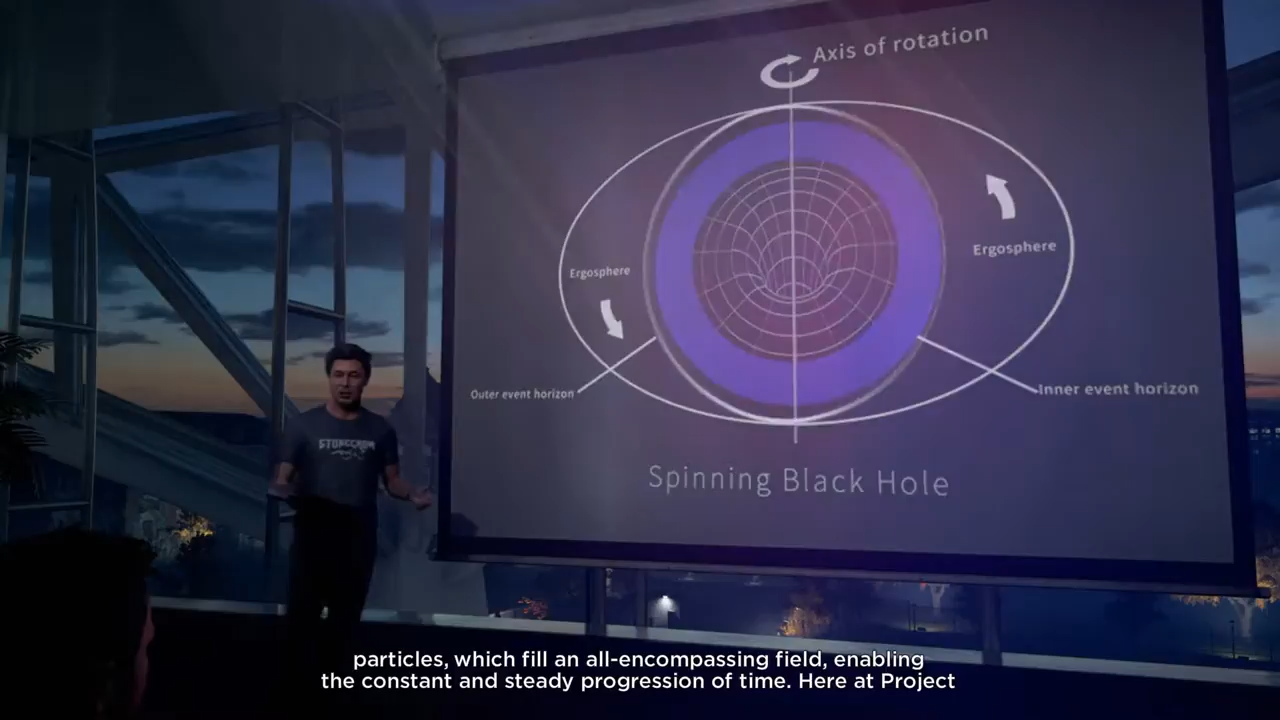 Axis of rotation
Ergosphere
Ergosphere
Outer event horizon
Inner event horizon
Spinning Black Hole
particles, which fill an all-encompassing field, enabling
the constant and steady progression of time. Here at Project